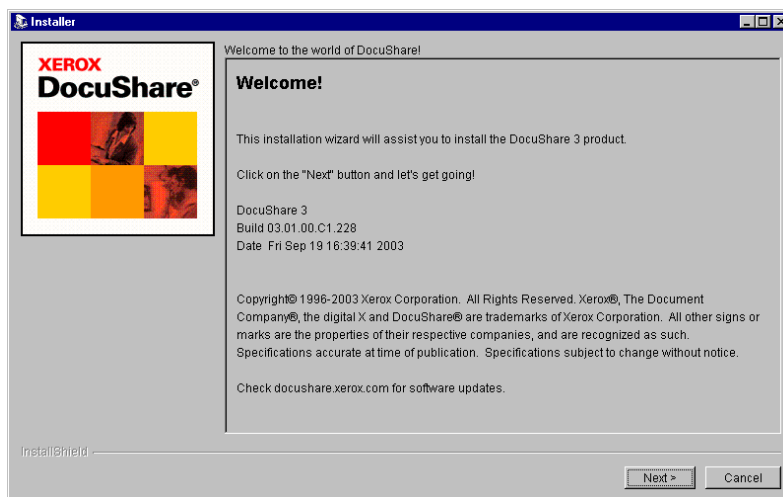 Installer
XEROX
DocuShare®
Welcome to the world of DocuShare!
Welcome!
This installation wizard will assist you to install the DocuShare 3 product.
Click on the "Next" button and let's get going!
DocuShare 3
Build 03.01.00.C1.228
Date  Fri Sep 19 16:39:41 2003
Copyright© 1996-2003 Xerox Corporation.  All Rights Reserved. Xerox®, The Document
Company®, the digital X and DocuShare® are trademarks of Xerox Corporation.  All other signs or
marks are the properties of their respective companies, and are recognized as such.
Specifications accurate at time of publication.  Specifications subject to change without notice.
Check docushare.xerox.com for software updates.
InstallShield
Next >
Cancel